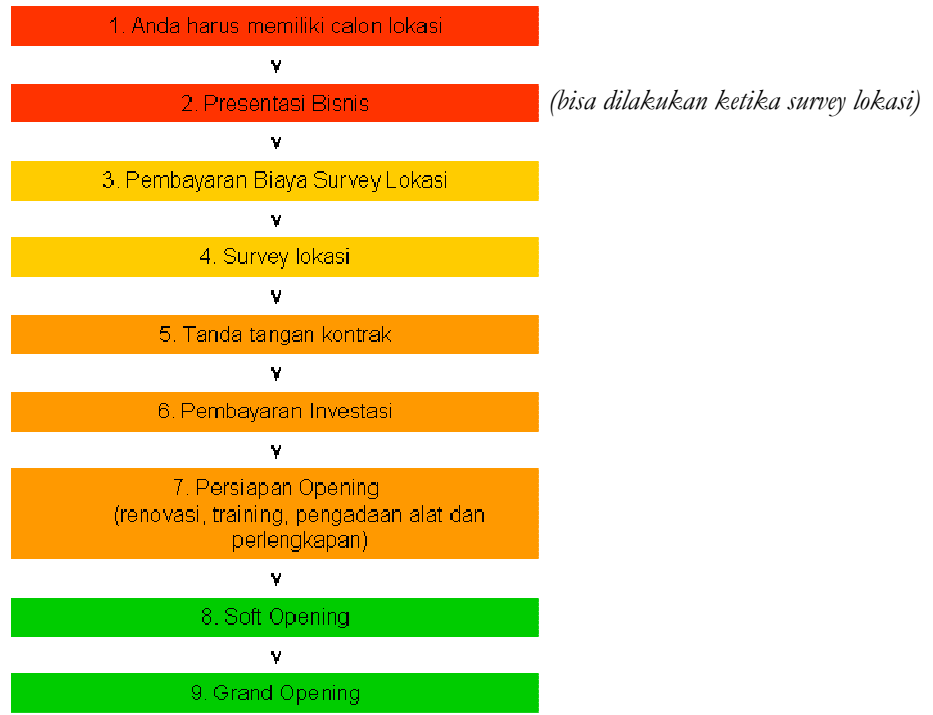 1. Anda harus memiliki calon lokasi
v
2. Presentasi Bisnis
(bisa dilakukan ketika survey lokasi)
v
3. Pembayaran Biaya Survey Lokasi
v
4. Survey lokasi
v
5. Tanda tangan kontrak
v
6. Pembayaran Investasi
v
7. Persiapan Opening
(renovasi, training, pengadaan alat dan
perlengkapan)
v
8. Soft Opening
v
9. Grand Opening